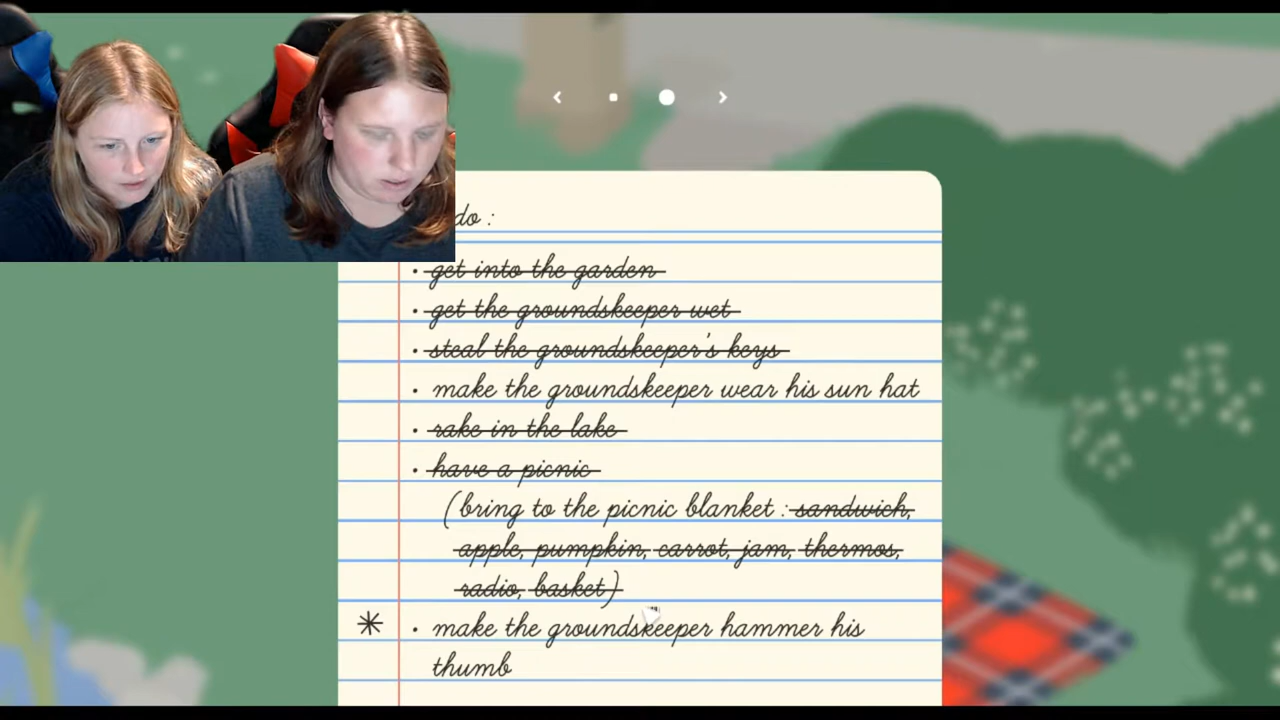 do :
• get into the garden
• get the groundskeeper wet
• steal the groundskeeper's keys
• make the groundskeeper wear his sun hat
• rake in the lake
• have a picnic
(bring to the picnic blanket : sandwich,
apple, pumpkin, carrot, jam, thermos,
radio, basket)
* • make the groundskeeper hammer his
thumb